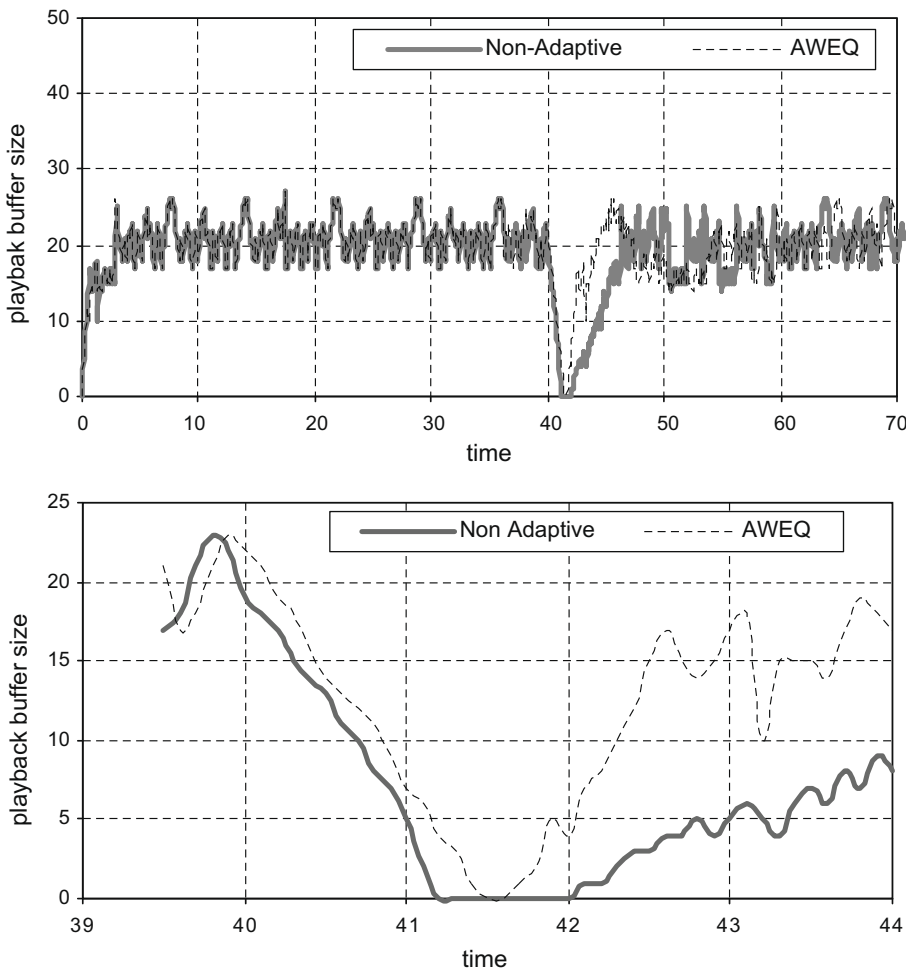 50
Non-Adaptive AWEQ
40
30
20
10
0
playbak buffer size
0 10 20 30 40 50 60 70
time
25
Non Adaptive AWEQ
20
15
10
5
0
playback buffer size
39 40 41 42 43 44
time